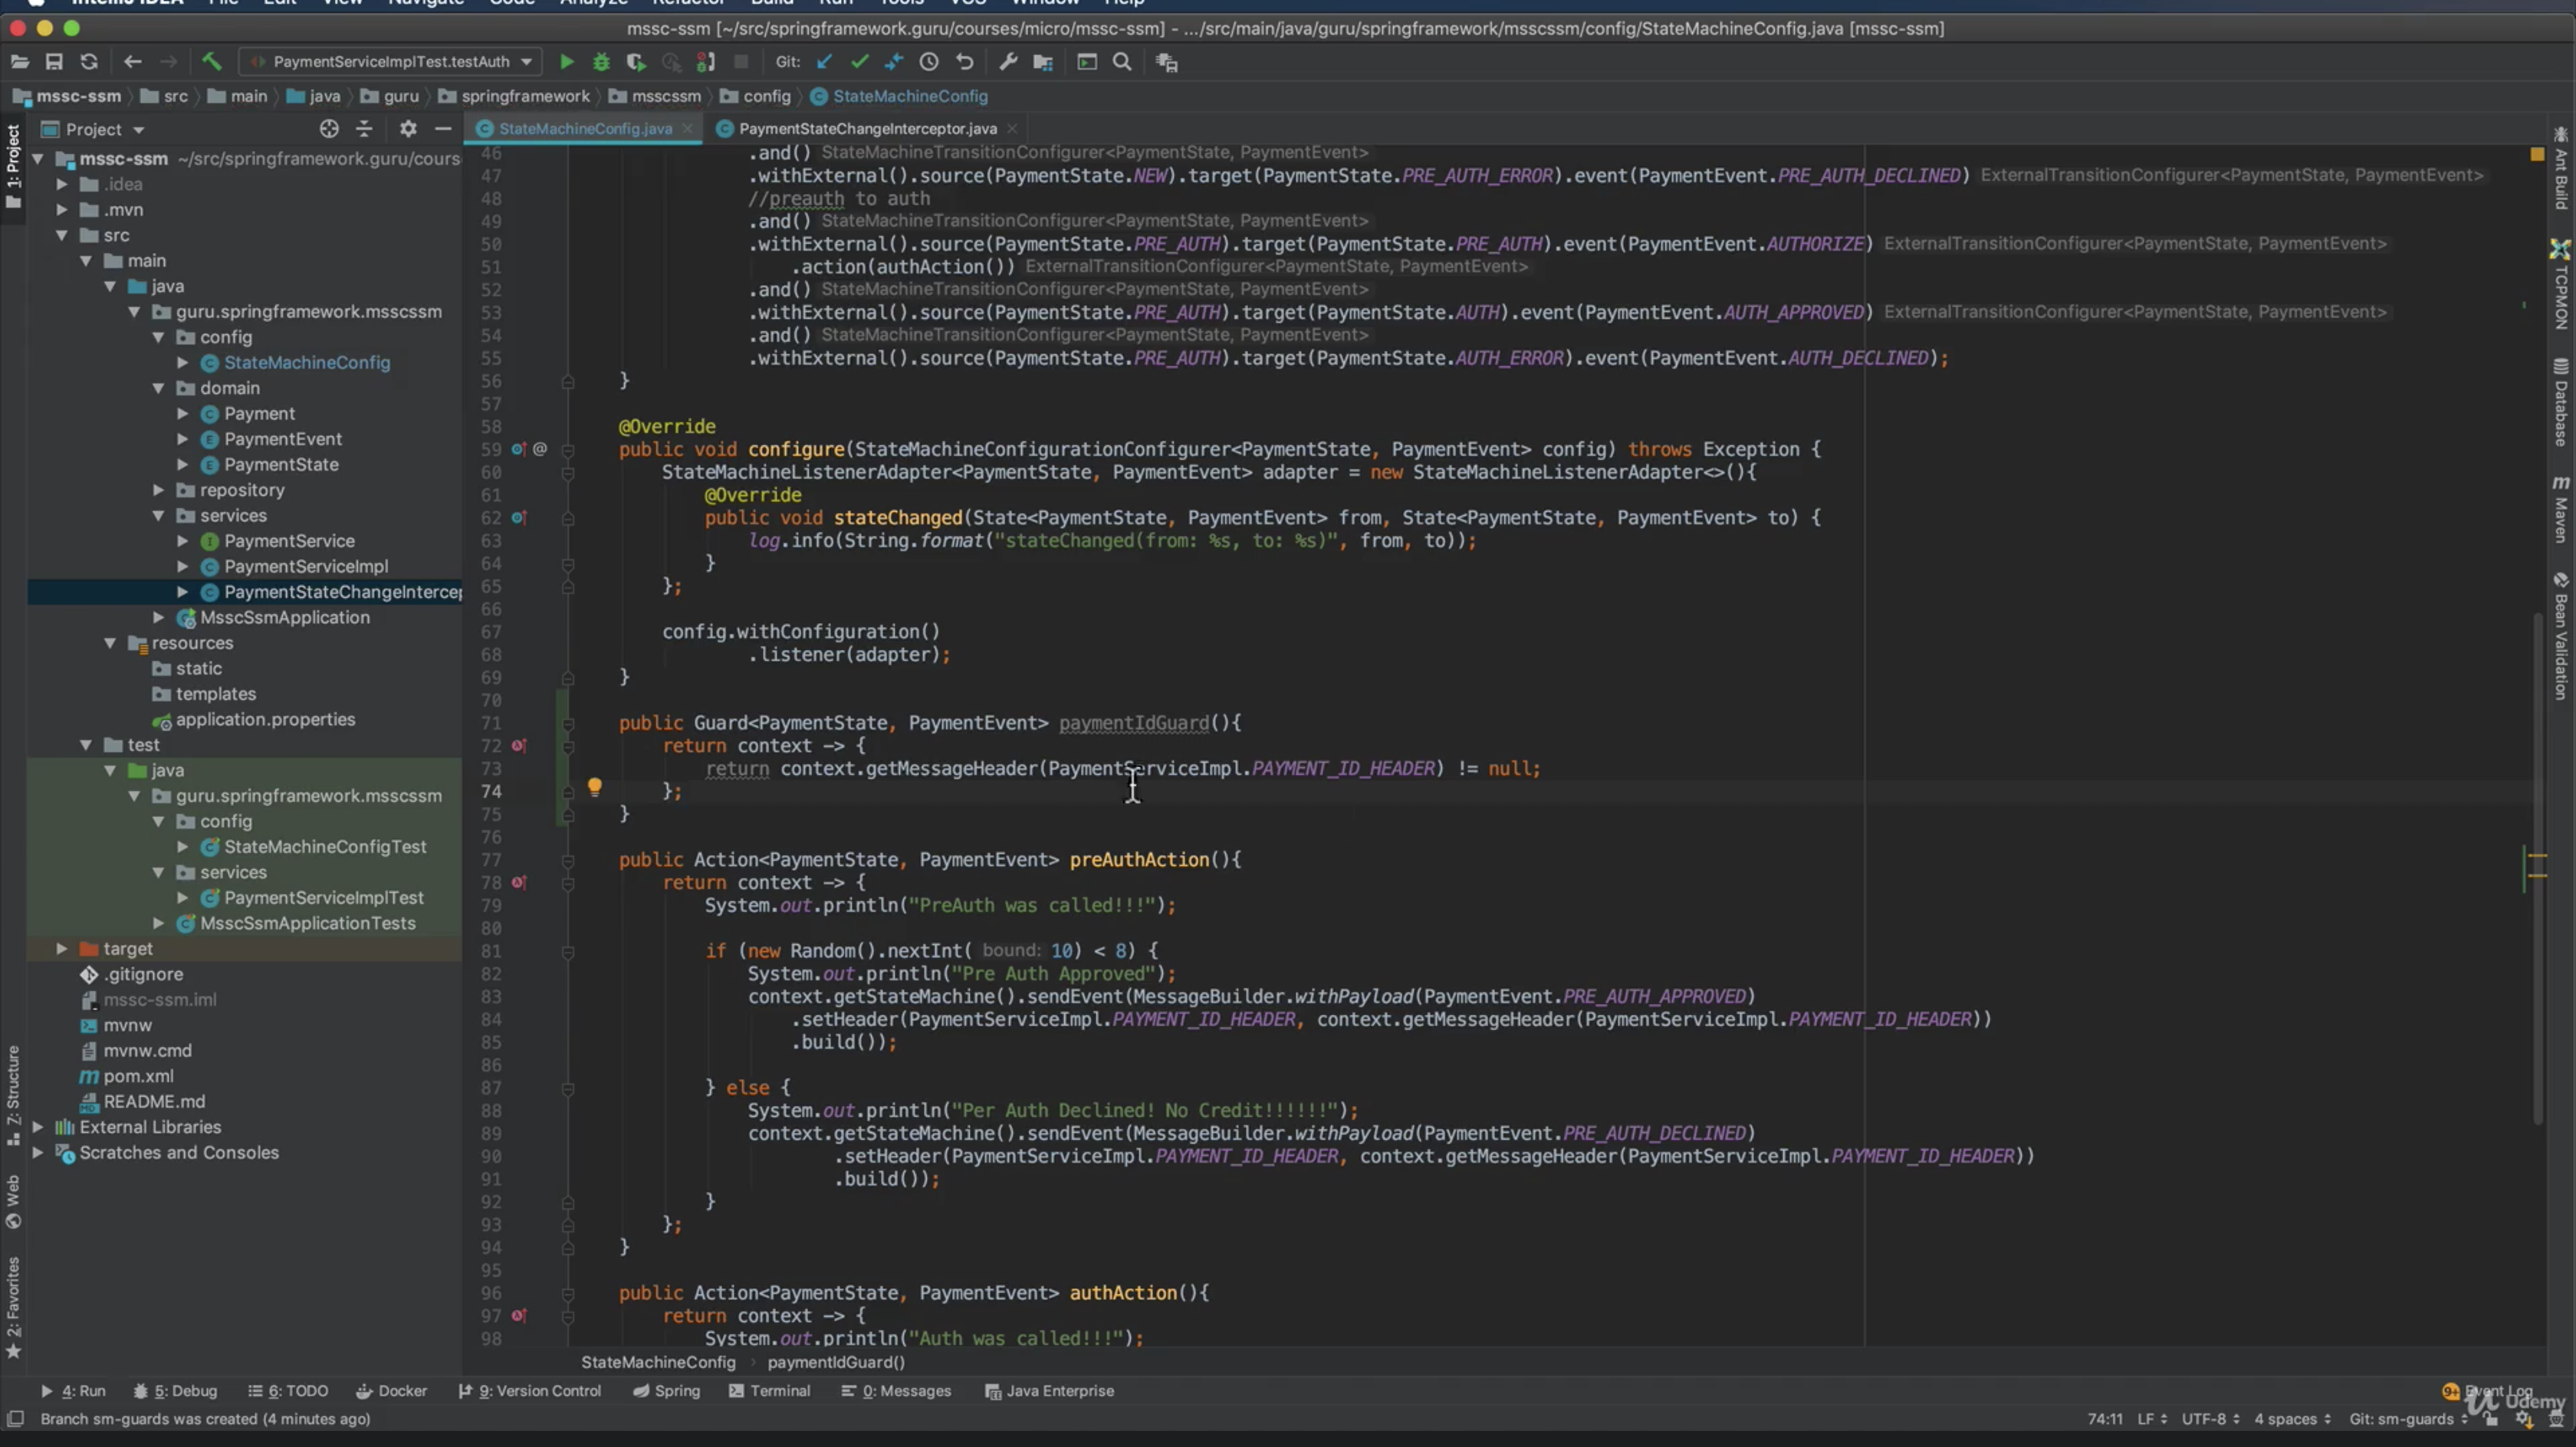 IntelliJ IDEA File Edit View Navigate Code Analyze Refactor Build Run Tools VCS Window Help
mssc-ssm [~/src/springframework.guru/courses/micro/mssc-ssm] - .../src/main/java/guru/springframework/msscssm/config/StateMachineConfig.java [mssc-ssm]
PaymentServiceImplTest.testAuth Git:
mssc-ssm src main java guru springframework msscssm config StateMachineConfig
Project
StateMachineConfig.java PaymentStateChangeInterceptor.java
1: Project
mssc-ssm ~/src/springframework.guru/cours
.idea
.mvn
src
main
java
guru.springframework.msscssm
config
StateMachineConfig
domain
Payment
PaymentEvent
PaymentState
repository
services
PaymentService
PaymentServiceImpl
PaymentStateChangeIntercep
MsscSsmApplication
resources
static
templates
application.properties
test
java
guru.springframework.msscssm
config
StateMachineConfigTest
services
PaymentServiceImplTest
MsscSsmApplicationTests
target
.gitignore
mssc-ssm.iml
mvnw
mvnw.cmd
pom.xml
README.md
External Libraries
Scratches and Consoles
Z: Structure
Web
2: Favorites
46 .and() StateMachineTransitionConfigurer<PaymentState, PaymentEvent>
47 .withExternal().source(PaymentState.NEW).target(PaymentState.PRE_AUTH_ERROR).event(PaymentEvent.PRE_AUTH_DECLINED) ExternalTransitionConfigurer<PaymentState, PaymentEvent>
48 //preauth to auth
49 .and() StateMachineTransitionConfigurer<PaymentState, PaymentEvent>
50 .withExternal().source(PaymentState.PRE_AUTH).target(PaymentState.PRE_AUTH).event(PaymentEvent.AUTHORIZE) ExternalTransitionConfigurer<PaymentState, PaymentEvent>
51 .action(authAction()) ExternalTransitionConfigurer<PaymentState, PaymentEvent>
52 .and() StateMachineTransitionConfigurer<PaymentState, PaymentEvent>
53 .withExternal().source(PaymentState.PRE_AUTH).target(PaymentState.AUTH).event(PaymentEvent.AUTH_APPROVED) ExternalTransitionConfigurer<PaymentState, PaymentEvent>
54 .and() StateMachineTransitionConfigurer<PaymentState, PaymentEvent>
55 .withExternal().source(PaymentState.PRE_AUTH).target(PaymentState.AUTH_ERROR).event(PaymentEvent.AUTH_DECLINED);
56 }
57
58 @Override
59 @ public void configure(StateMachineConfigurationConfigurer<PaymentState, PaymentEvent> config) throws Exception {
60 StateMachineListenerAdapter<PaymentState, PaymentEvent> adapter = new StateMachineListenerAdapter<>(){
61 @Override
62 public void stateChanged(State<PaymentState, PaymentEvent> from, State<PaymentState, PaymentEvent> to) {
63 log.info(String.format("stateChanged(from: %s, to: %s)", from, to));
64 }
65 };
66
67 config.withConfiguration()
68 .listener(adapter);
69 }
70
71 public Guard<PaymentState, PaymentEvent> paymentIdGuard(){
72 return context -> {
73 return context.getMessageHeader(PaymentServiceImpl.PAYMENT_ID_HEADER) != null;
74 };
75 }
76
77 public Action<PaymentState, PaymentEvent> preAuthAction(){
78 return context -> {
79 System.out.println("PreAuth was called!!!");
80
81 if (new Random().nextInt( bound: 10) < 8) {
82 System.out.println("Pre Auth Approved");
83 context.getStateMachine().sendEvent(MessageBuilder.withPayload(PaymentEvent.PRE_AUTH_APPROVED)
84 .setHeader(PaymentServiceImpl.PAYMENT_ID_HEADER, context.getMessageHeader(PaymentServiceImpl.PAYMENT_ID_HEADER))
85 .build());
86
87 } else {
88 System.out.println("Per Auth Declined! No Credit!!!!!!");
89 context.getStateMachine().sendEvent(MessageBuilder.withPayload(PaymentEvent.PRE_AUTH_DECLINED)
90 .setHeader(PaymentServiceImpl.PAYMENT_ID_HEADER, context.getMessageHeader(PaymentServiceImpl.PAYMENT_ID_HEADER))
91 .build());
92 }
93 };
94 }
95
96 public Action<PaymentState, PaymentEvent> authAction(){
97 return context -> {
98 System.out.println("Auth was called!!!");
StateMachineConfig paymentIdGuard()
Ant Build
TCPMON
Database
Maven
Bean Validation
4: Run 5: Debug 6: TODO Docker 9: Version Control Spring Terminal 0: Messages Java Enterprise 9+ Event Log
Udemy
Branch sm-guards was created (4 minutes ago) 74:11 LF UTF-8 4 spaces Git: sm-guards